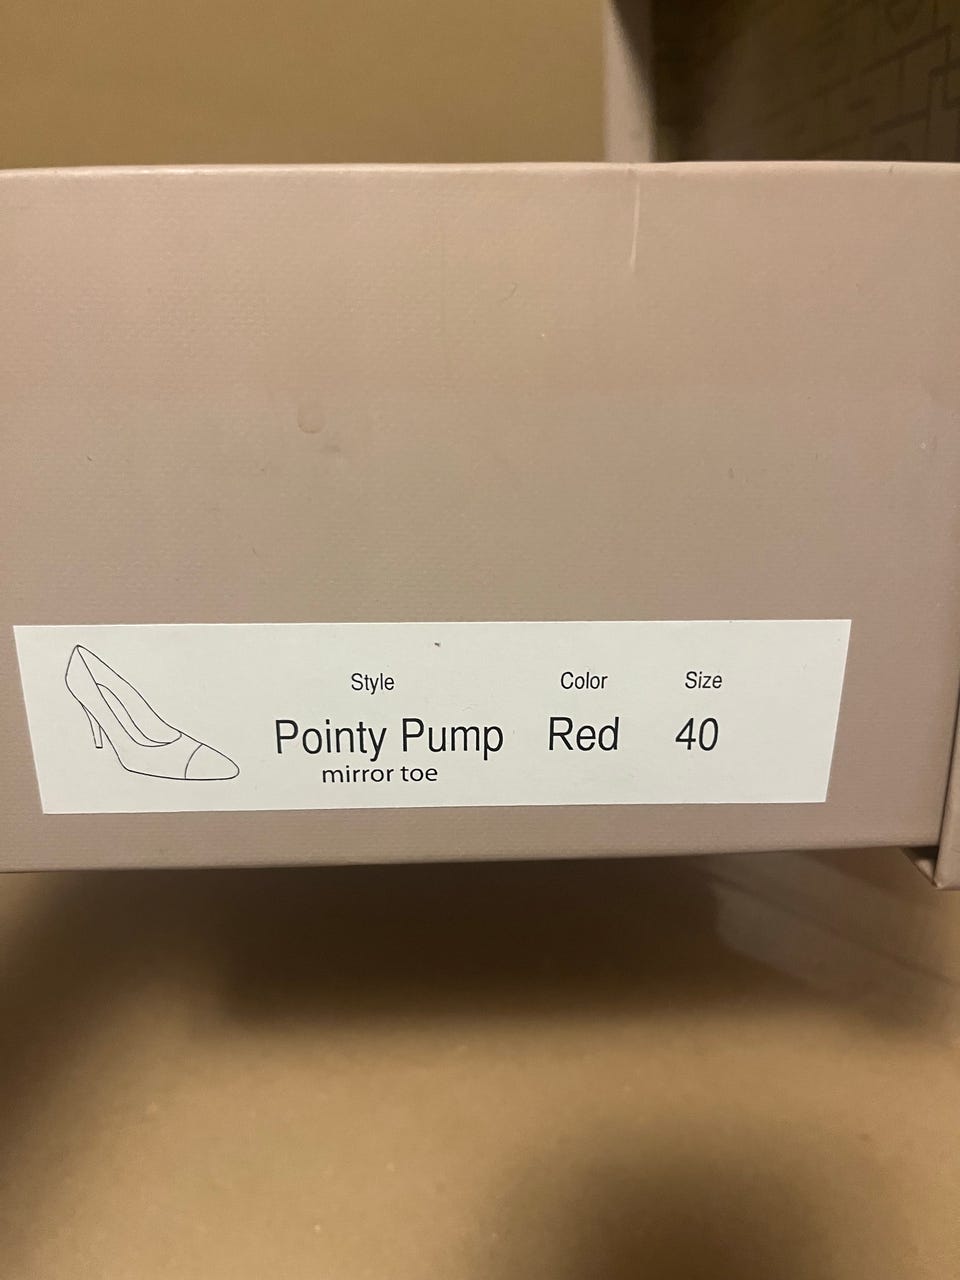 Style Color Size
Pointy Pump Red 40
mirror toe